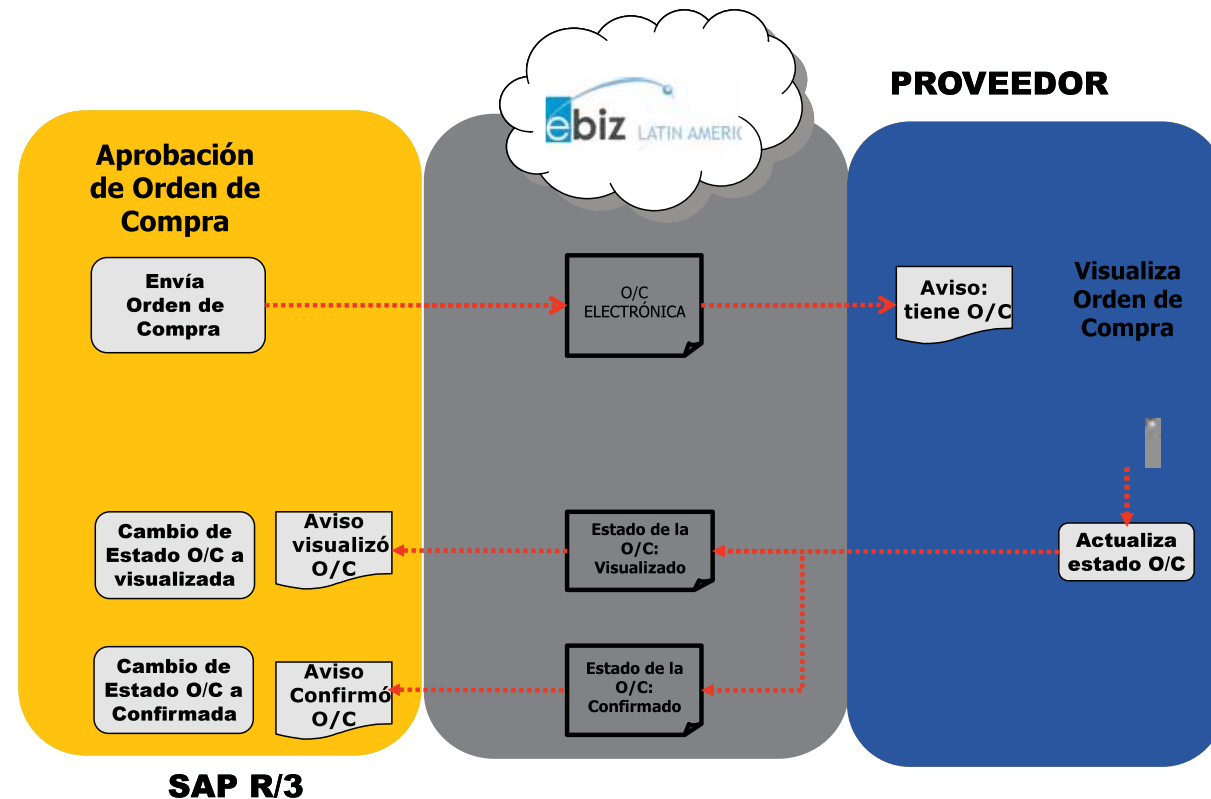 PROVEEDOR
ebiz LATIN AMERIC
Aprobación
de Orden de
Compra
Envía
Orden de
Compra
O/C
ELECTRÓNICA
Aviso:
tiene O/C
Visualiza
Orden de
Compra
Cambio de
Estado O/C a
visualizada
Aviso
visualizó
O/C
Estado de la
O/C:
Visualizado
Actualiza
estado O/C
Cambio de
Estado O/C a
Confirmada
Aviso
Confirmó
O/C
Estado de la
O/C:
Confirmado
SAP R/3